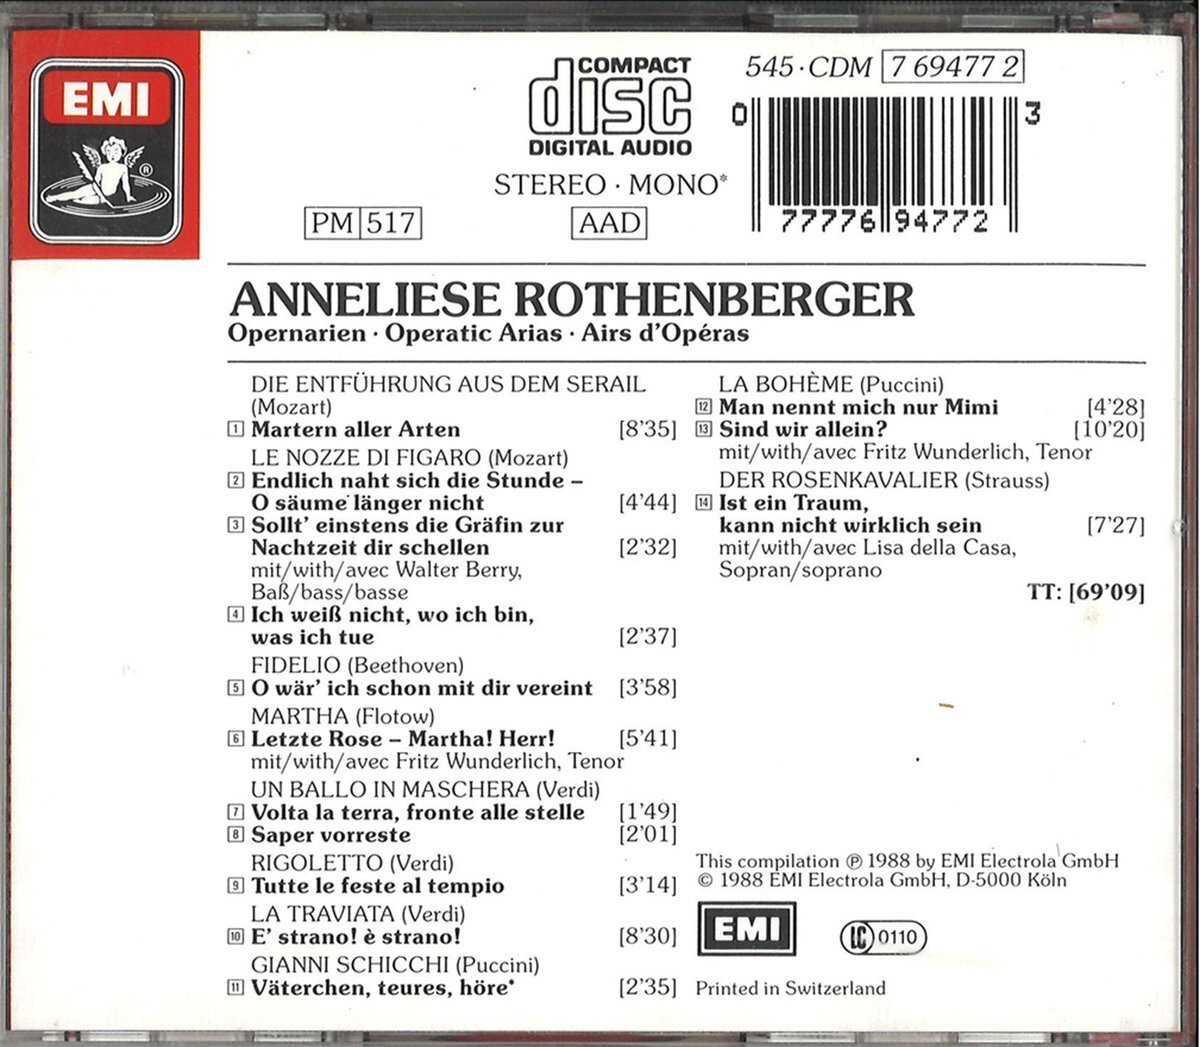 EMI
®
COMPACT
disc
DIGITAL AUDIO
STEREO · MONO*
PM 517
AAD
545·CDM 7 69477 2
0 77776 94772 3
ANNELIESE ROTHENBERGER
Opernarien · Operatic Arias · Airs d'Opéras
DIE ENTFÜHRUNG AUS DEM SERAIL
(Mozart)
1 Martern aller Arten [8'35]
LE NOZZE DI FIGARO (Mozart)
2 Endlich naht sich die Stunde –
O säume länger nicht [4'44]
3 Sollt' einstens die Gräfin zur
Nachtzeit dir schellen [2'32]
mit/with/avec Walter Berry,
Baß/bass/basse
4 Ich weiß nicht, wo ich bin,
was ich tue [2'37]
FIDELIO (Beethoven)
5 O wär' ich schon mit dir vereint [3'58]
MARTHA (Flotow)
6 Letzte Rose – Martha! Herr! [5'41]
mit/with/avec Fritz Wunderlich, Tenor
UN BALLO IN MASCHERA (Verdi)
7 Volta la terra, fronte alle stelle [1'49]
8 Saper vorreste [2'01]
RIGOLETTO (Verdi)
9 Tutte le feste al tempio [3'14]
LA TRAVIATA (Verdi)
10 E' strano! è strano! [8'30]
GIANNI SCHICCHI (Puccini)
11 Väterchen, teures, höre* [2'35]
LA BOHÈME (Puccini)
12 Man nennt mich nur Mimi [4'28]
13 Sind wir allein? [10'20]
mit/with/avec Fritz Wunderlich, Tenor
DER ROSENKAVALIER (Strauss)
14 Ist ein Traum,
kann nicht wirklich sein [7'27]
mit/with/avec Lisa della Casa,
Sopran/soprano
TT: [69'09]
This compilation ℗ 1988 by EMI Electrola GmbH
© 1988 EMI Electrola GmbH, D-5000 Köln
EMI
LC 0110
Printed in Switzerland